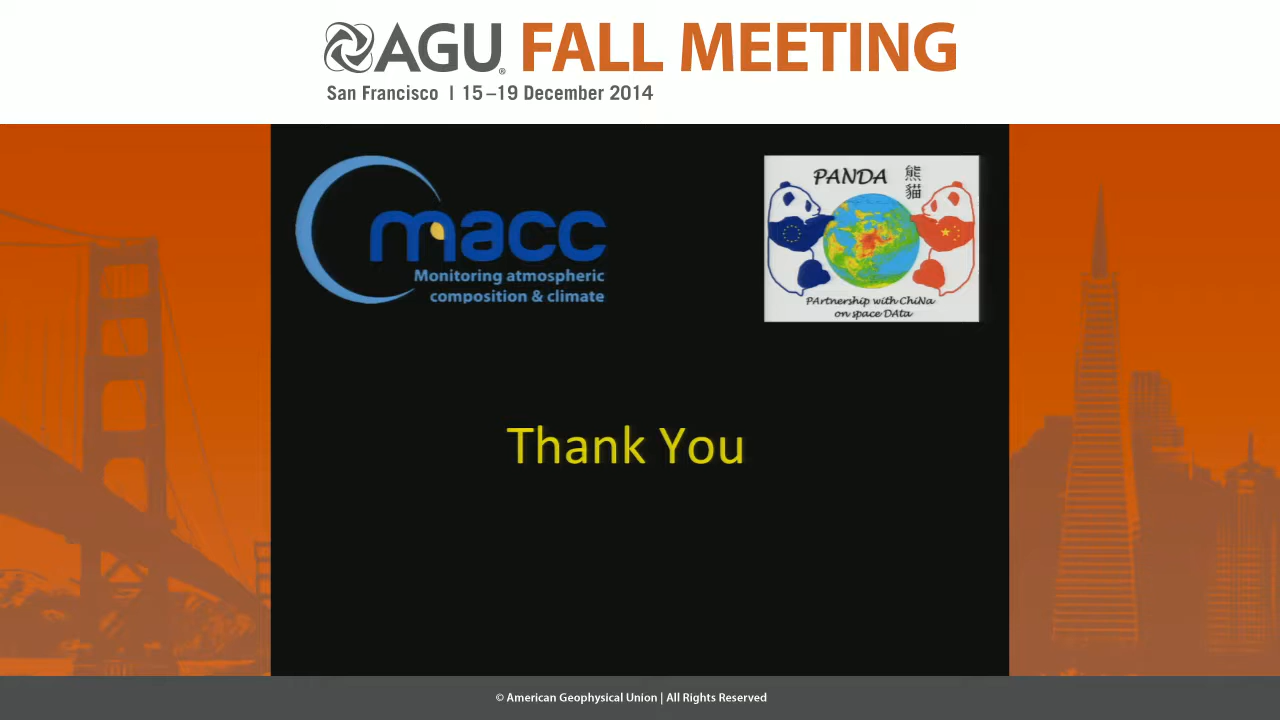 AGU® FALL MEETING
San Francisco | 15–19 December 2014
macc
Monitoring atmospheric
composition & climate
PANDA 熊
貓
PArtnership with ChiNa
on space DAta
Thank You
© American Geophysical Union | All Rights Reserved